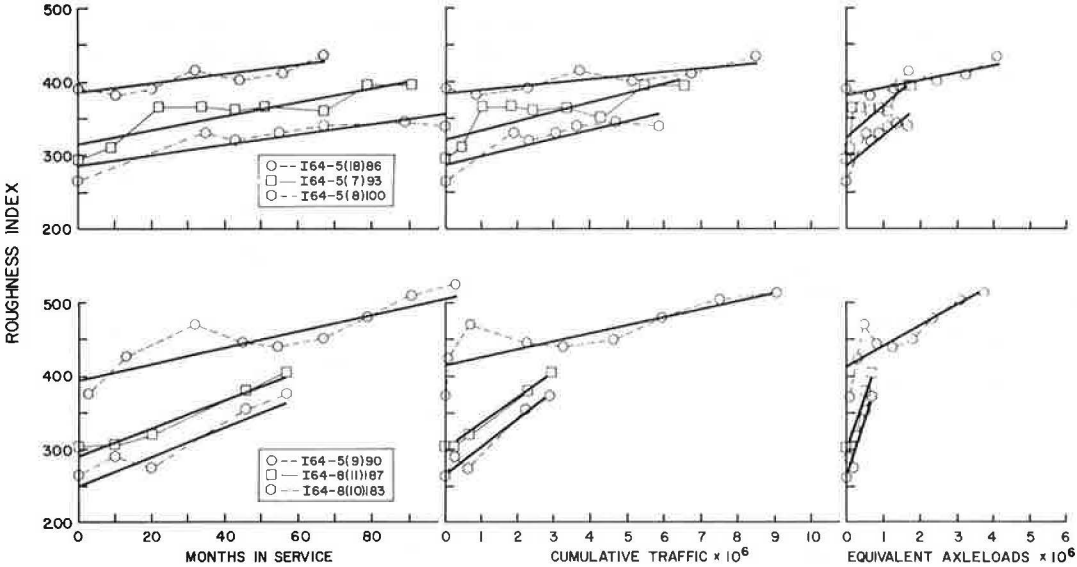 ROUGHNESS INDEX
500
400
300
200
O-- I64-5(18)86
□— I64-5(7)93
O-- I64-5(8)100
500
400
300
200
O-- I64-5(9)90
□— I64-8(11)187
O-- I64-8(10)183
0 20 40 60 80 0 1 2 3 4 5 6 7 8 9 10 0 1 2 3 4 5 6
MONTHS IN SERVICE CUMULATIVE TRAFFIC × 10⁶ EQUIVALENT AXLELOADS × 10⁶